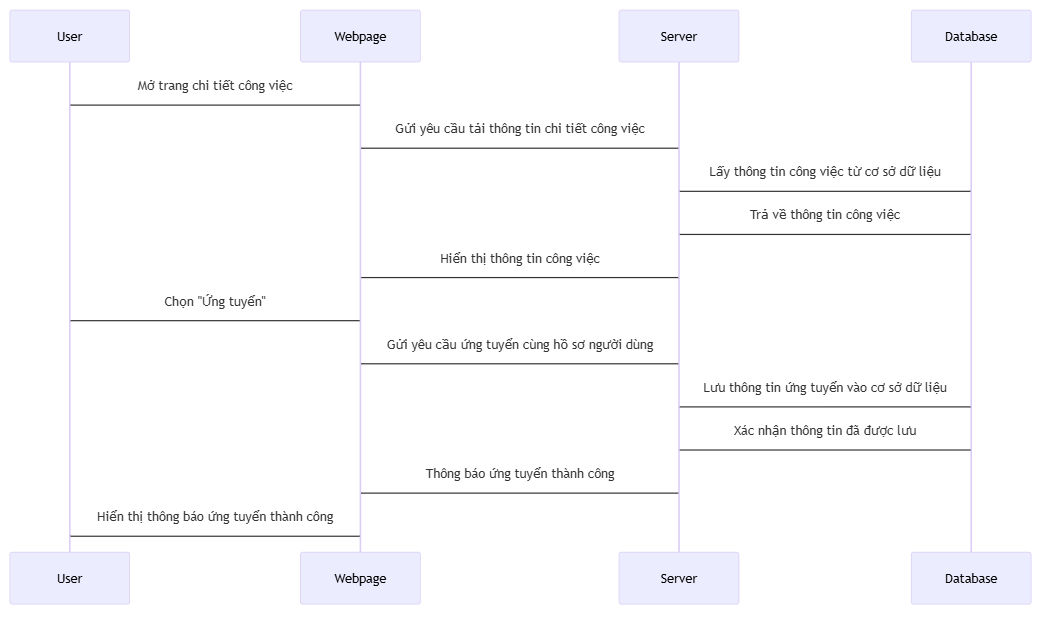 User Webpage Server Database
Mở trang chi tiết công việc
Gửi yêu cầu tải thông tin chi tiết công việc
Lấy thông tin công việc từ cơ sở dữ liệu
Trả về thông tin công việc
Hiển thị thông tin công việc
Chọn "Ứng tuyển"
Gửi yêu cầu ứng tuyển cùng hồ sơ người dùng
Lưu thông tin ứng tuyển vào cơ sở dữ liệu
Xác nhận thông tin đã được lưu
Thông báo ứng tuyển thành công
Hiển thị thông báo ứng tuyển thành công
User Webpage Server Database